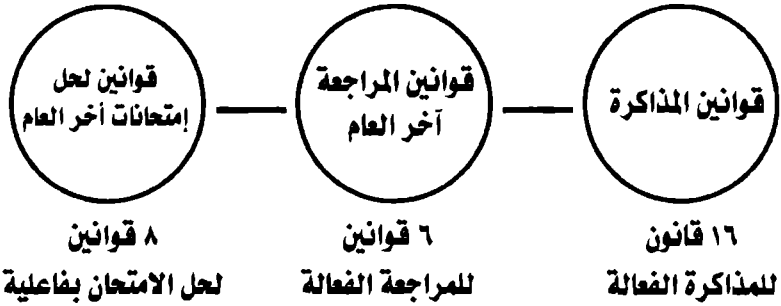 قوانين المذاكرة
١٦ قانون
للمذاكرة الفعالة
قوانين المراجعة
آخر العام
٦ قوانين
للمراجعة الفعالة
قوانين لحل
إمتحانات أخر العام
٨ قوانين
لحل الامتحان بفاعلية